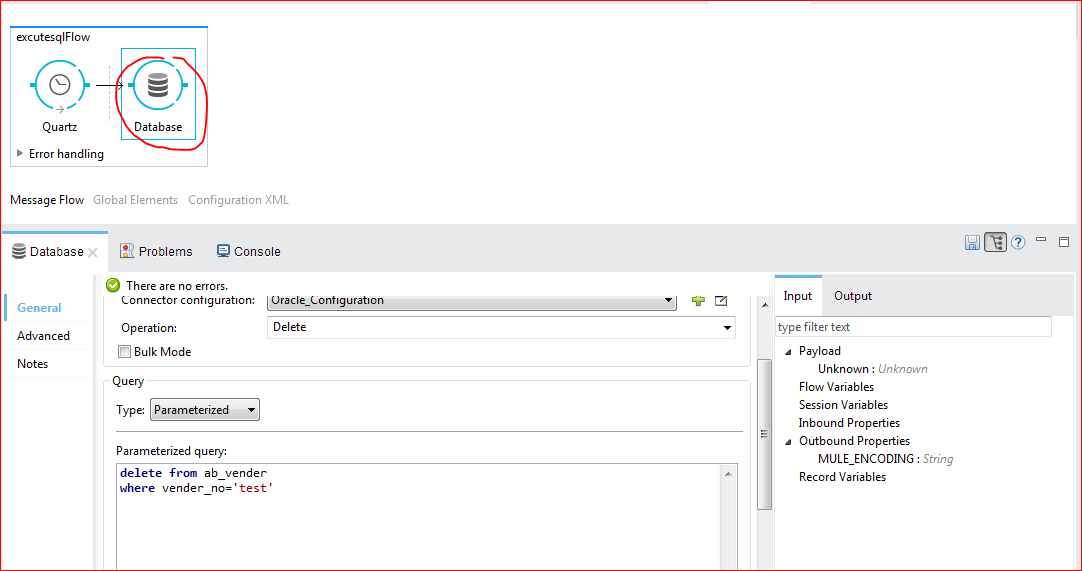 excutesqlFlow
Quartz
Database
Error handling
Message Flow Global Elements Configuration XML
Database Problems Console
There are no errors.
General
Advanced
Notes
Connector configuration: Oracle_Configuration
Operation: Delete
Bulk Mode
Query
Type: Parameterized
Parameterized query:
delete from ab_vender
where vender_no='test'
Input Output
type filter text
Payload
Unknown : Unknown
Flow Variables
Session Variables
Inbound Properties
Outbound Properties
MULE_ENCODING : String
Record Variables